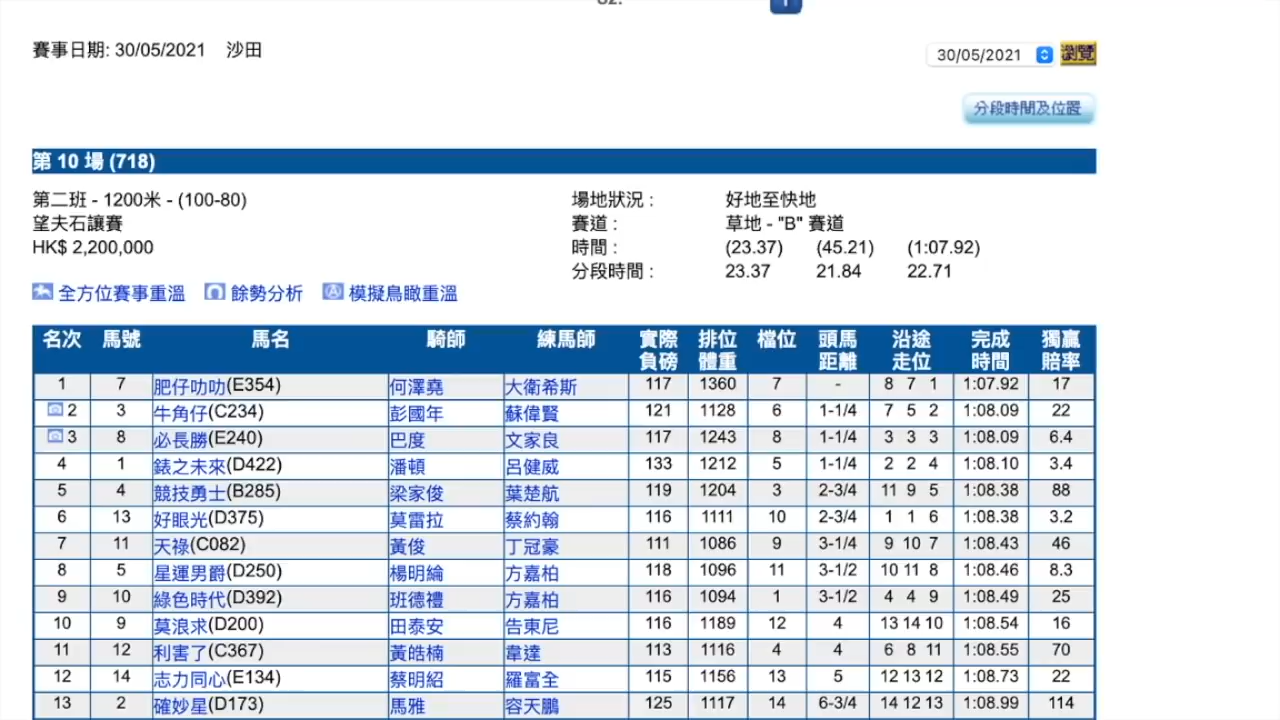 賽事日期: 30/05/2021 沙田
30/05/2021 瀏覽
分段時間及位置
第 10 場 (718)
第二班 - 1200米 - (100-80) 場地狀況 : 好地至快地
望夫石讓賽 賽道 : 草地 - "B" 賽道
HK$ 2,200,000 時間 : (23.37) (45.21) (1:07.92)
分段時間 : 23.37 21.84 22.71
全方位賽事重溫 餘勢分析 模擬鳥瞰重溫
名次 馬號 馬名 騎師 練馬師 實際負磅 排位體重 檔位 頭馬距離 沿途走位 完成時間 獨贏賠率
1 7 肥仔叻叻(E354) 何澤堯 大衛希斯 117 1360 7 - 8 7 1 1:07.92 17
2 3 牛角仔(C234) 彭國年 蘇偉賢 121 1128 6 1-1/4 7 5 2 1:08.09 22
3 8 必長勝(E240) 巴度 文家良 117 1243 8 1-1/4 3 3 3 1:08.09 6.4
4 1 錶之未來(D422) 潘頓 呂健威 133 1212 5 1-1/4 2 2 4 1:08.10 3.4
5 4 競技勇士(B285) 梁家俊 葉楚航 119 1204 3 2-3/4 11 9 5 1:08.38 88
6 13 好眼光(D375) 莫雷拉 蔡約翰 116 1111 10 2-3/4 1 1 6 1:08.38 3.2
7 11 天祿(C082) 黃俊 丁冠豪 111 1086 9 3-1/4 9 10 7 1:08.43 46
8 5 星運男爵(D250) 楊明綸 方嘉柏 118 1096 11 3-1/2 10 11 8 1:08.46 8.3
9 10 綠色時代(D392) 班德禮 方嘉柏 116 1094 1 3-1/2 4 4 9 1:08.49 25
10 9 莫浪求(D200) 田泰安 告東尼 116 1189 12 4 13 14 10 1:08.54 16
11 12 利害了(C367) 黃皓楠 韋達 113 1116 4 4 6 8 11 1:08.55 70
12 14 志力同心(E134) 蔡明紹 羅富全 115 1156 13 5 12 13 12 1:08.73 22
13 2 確妙星(D173) 馬雅 容天鵬 125 1117 14 6-3/4 14 12 13 1:08.99 114